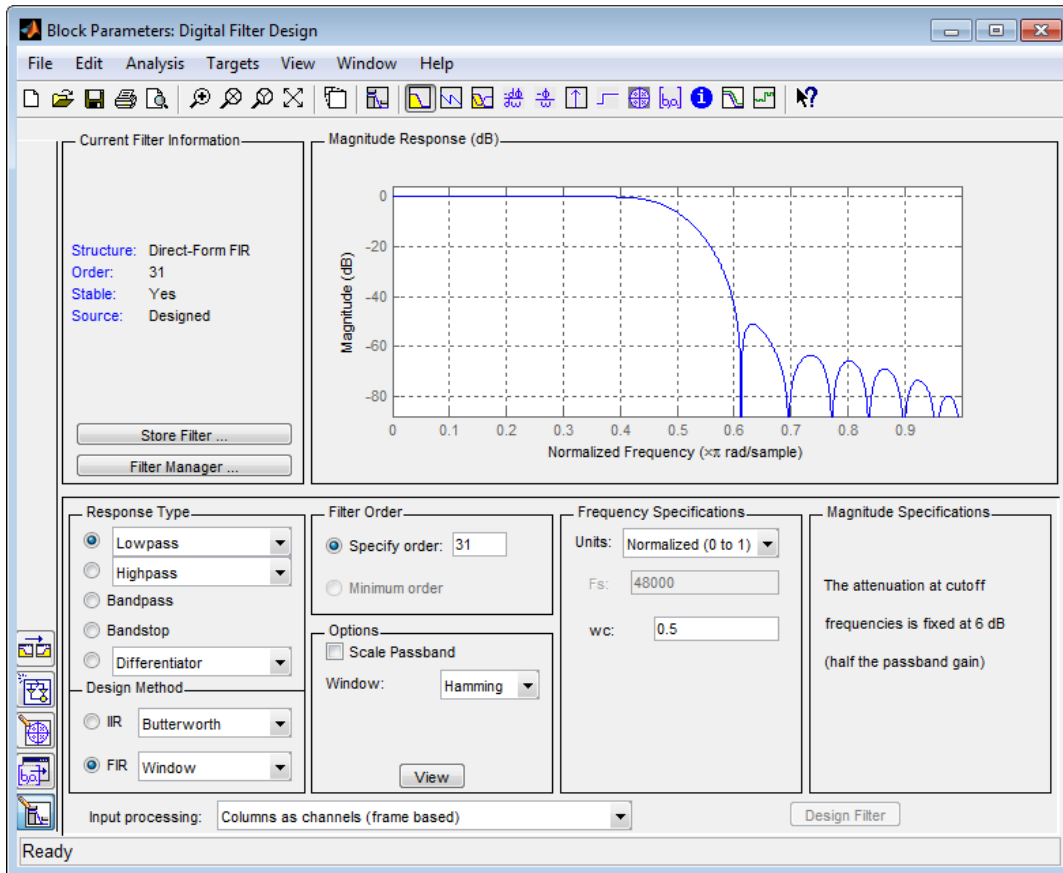 Block Parameters: Digital Filter Design
File Edit Analysis Targets View Window Help
Current Filter Information
Structure: Direct-Form FIR
Order: 31
Stable: Yes
Source: Designed
Store Filter ...
Filter Manager ...
Magnitude Response (dB)
Magnitude (dB)
0
-20
-40
-60
-80
0 0.1 0.2 0.3 0.4 0.5 0.6 0.7 0.8 0.9
Normalized Frequency (×π rad/sample)
Response Type
Lowpass
Highpass
Bandpass
Bandstop
Differentiator
Design Method
IIR Butterworth
FIR Window
Filter Order
Specify order: 31
Minimum order
Options
Scale Passband
Window: Hamming
View
Frequency Specifications
Units: Normalized (0 to 1)
Fs: 48000
wc: 0.5
Magnitude Specifications
The attenuation at cutoff
frequencies is fixed at 6 dB
(half the passband gain)
Input processing: Columns as channels (frame based)
Design Filter
Ready